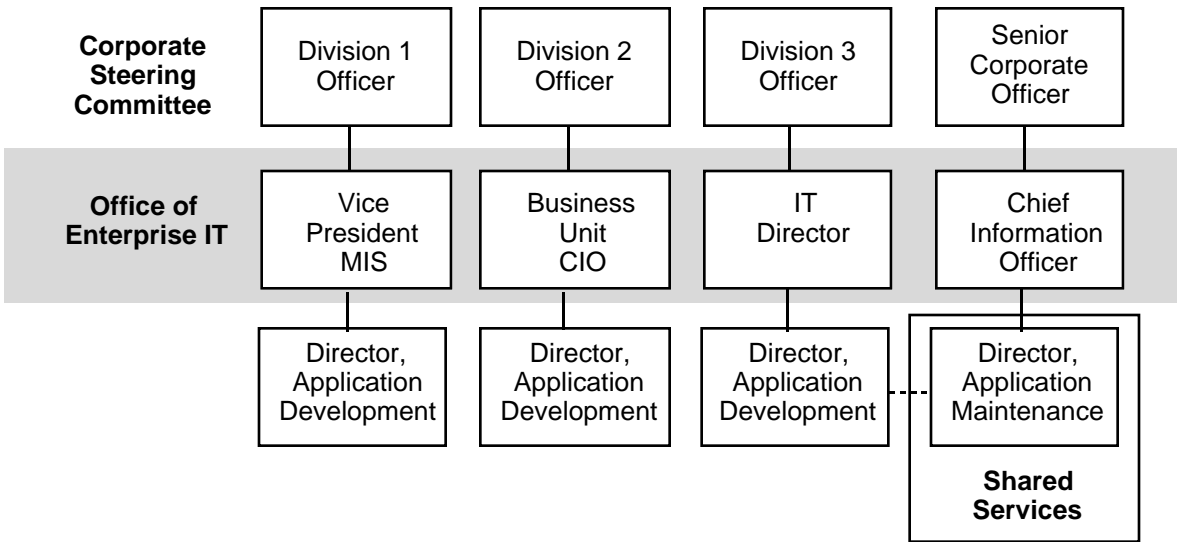 Corporate
Steering
Committee
Division 1
Officer
Division 2
Officer
Division 3
Officer
Senior
Corporate
Officer
Office of
Enterprise IT
Vice
President
MIS
Business
Unit
CIO
IT
Director
Chief
Information
Officer
Director,
Application
Development
Director,
Application
Development
Director,
Application
Development
Director,
Application
Maintenance
Shared
Services